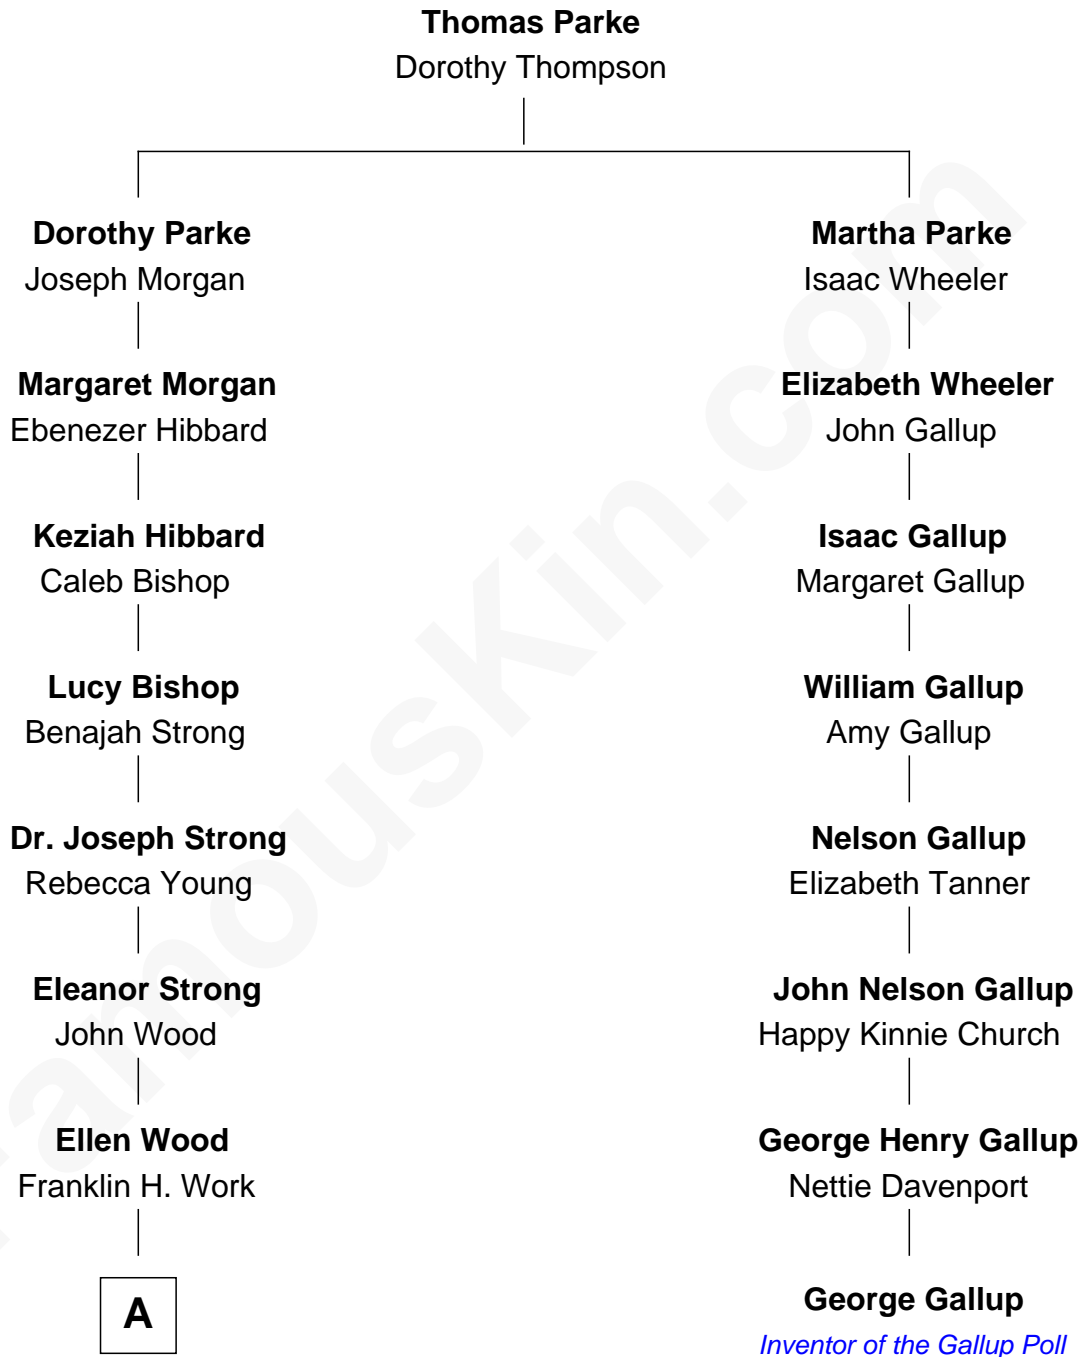 Thomas Parke
Dorothy Thompson
Dorothy Parke
Joseph Morgan
Margaret Morgan
Ebenezer Hibbard
Keziah Hibbard
Caleb Bishop
Lucy Bishop
Benajah Strong
Dr. Joseph Strong
Rebecca Young
Eleanor Strong
John Wood
Ellen Wood
Franklin H. Work
A
Martha Parke
Isaac Wheeler
Elizabeth Wheeler
John Gallup
Isaac Gallup
Margaret Gallup
William Gallup
Amy Gallup
Nelson Gallup
Elizabeth Tanner
John Nelson Gallup
Happy Kinnie Church
George Henry Gallup
Nettie Davenport
George Gallup
Inventor of the Gallup Poll
FamousKin.com